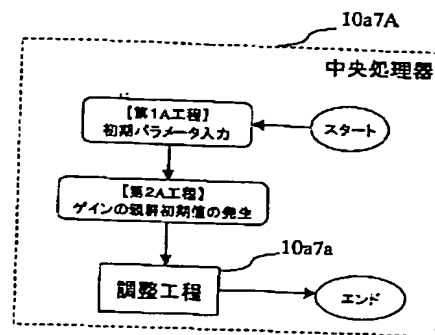 10a7A
中央処理器
【第1A工程】
初期パラメータ入力
スタート
【第2A工程】
ゲインの親群初期値の発生
10a7a
調整工程
エンド